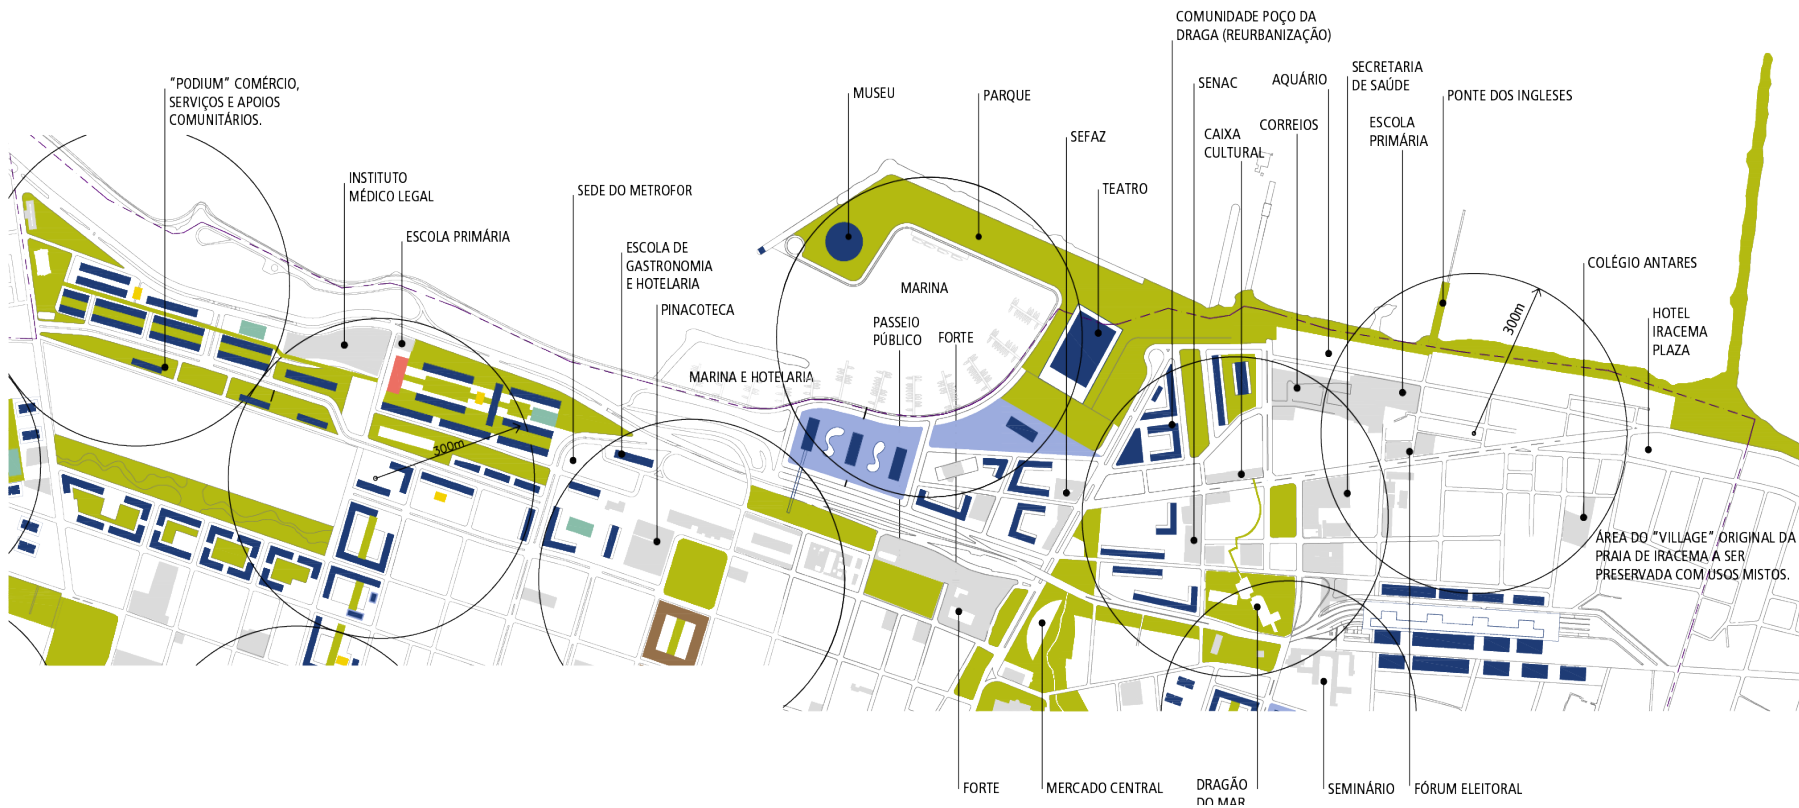 COMUNIDADE POÇO DA
DRAGA (REURBANIZAÇÃO)
"PODIUM" COMÉRCIO,
SERVIÇOS E APOIOS
COMUNITÁRIOS.
MUSEU
PARQUE
SEFAZ
SENAC
AQUÁRIO
SECRETARIA
DE SAÚDE
PONTE DOS INGLESES
CAIXA
CULTURAL
CORREIOS
ESCOLA
PRIMÁRIA
INSTITUTO
MÉDICO LEGAL
SEDE DO METROFOR
TEATRO
ESCOLA PRIMÁRIA
ESCOLA DE
GASTRONOMIA
E HOTELARIA
PINACOTECA
MARINA
PASSEIO
PÚBLICO
FORTE
MARINA E HOTELARIA
COLÉGIO ANTARES
300m
HOTEL
IRACEMA
PLAZA
300m
ÁREA DO "VILLAGE" ORIGINAL DA
PRAIA DE IRACEMA A SER
PRESERVADA COM USOS MISTOS.
FORTE
MERCADO CENTRAL
DRAGÃO
DO MAR
SEMINÁRIO
FÓRUM ELEITORAL